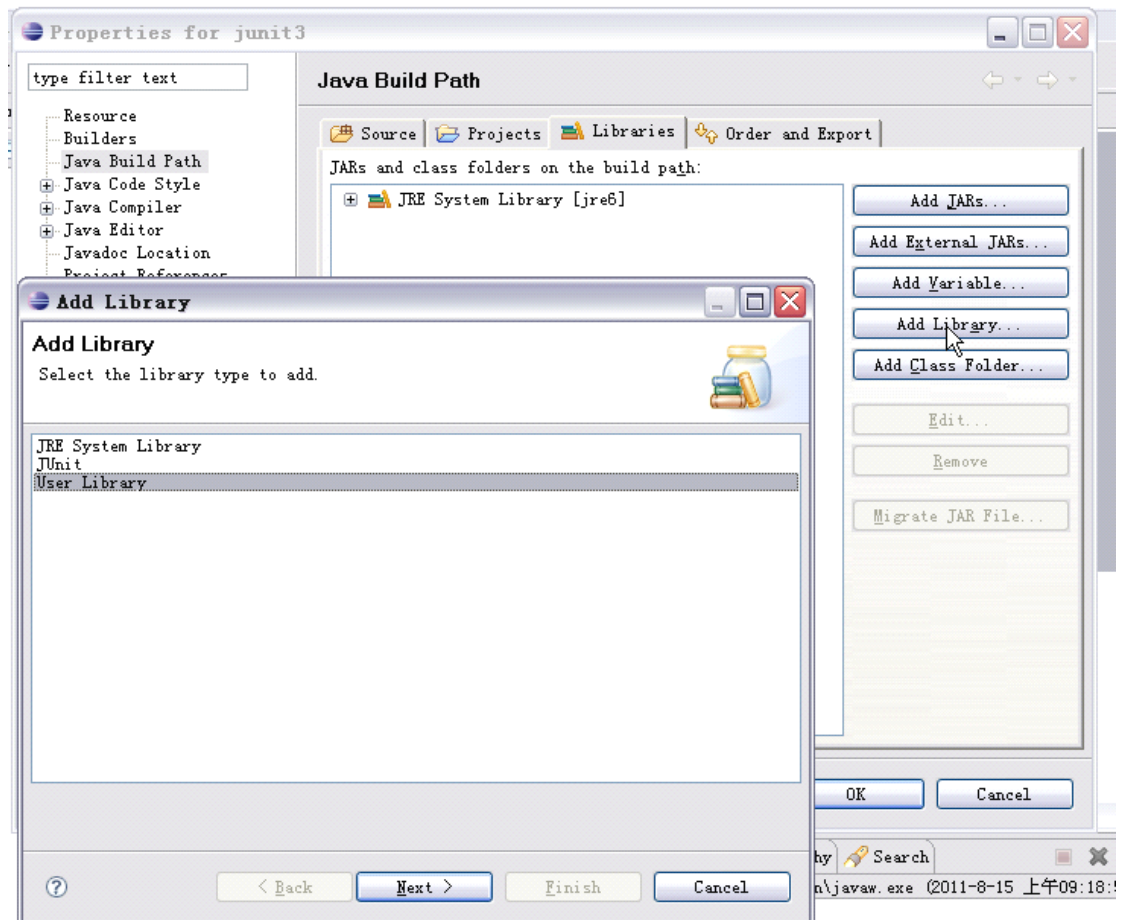 Properties for junit3
type filter text
Java Build Path
Resource
Builders
Java Build Path
Java Code Style
Java Compiler
Java Editor
Javadoc Location
Project References
Source
Projects
Libraries
Order and Export
JARs and class folders on the build path:
JRE System Library [jre6]
Add JARs...
Add External JARs...
Add Variable...
Add Library...
Add Class Folder...
Edit...
Remove
Migrate JAR File...
OK
Cancel
Add Library
Add Library
Select the library type to add.
JRE System Library
JUnit
User Library
< Back
Next >
Finish
Cancel
hy
Search
n\javaw.exe (2011-8-15 上午09:18:5